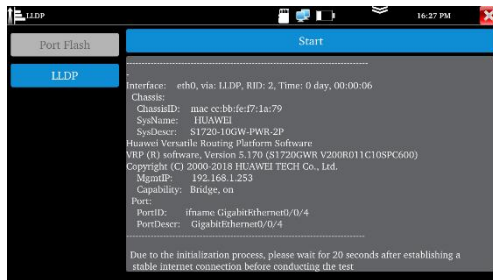 LLDP
16:27 PM
Port Flash
Start
LLDP
-----------------------------------------------------------------------
-
Interface: eth0, via: LLDP, RID: 2, Time: 0 day, 00:00:06
Chassis:
ChassisID: mac cc:bb:fe:f7:1a:79
SysName: HUAWEI
SysDescr: S1720-10GW-PWR-2P
Huawei Versatile Routing Platform Software
VRP (R) software, Version 5.170 (S1720GWR V200R011C10SPC600)
Copyright (C) 2000-2018 HUAWEI TECH Co., Ltd.
MgmtIP: 192.168.1.253
Capability: Bridge, on
Port:
PortID: ifname GigabitEthernet0/0/4
PortDescr: GigabitEthernet0/0/4
-----------------------------------------------------------------------
Due to the initialization process, please wait for 20 seconds after establishing a
stable internet connection before conducting the test